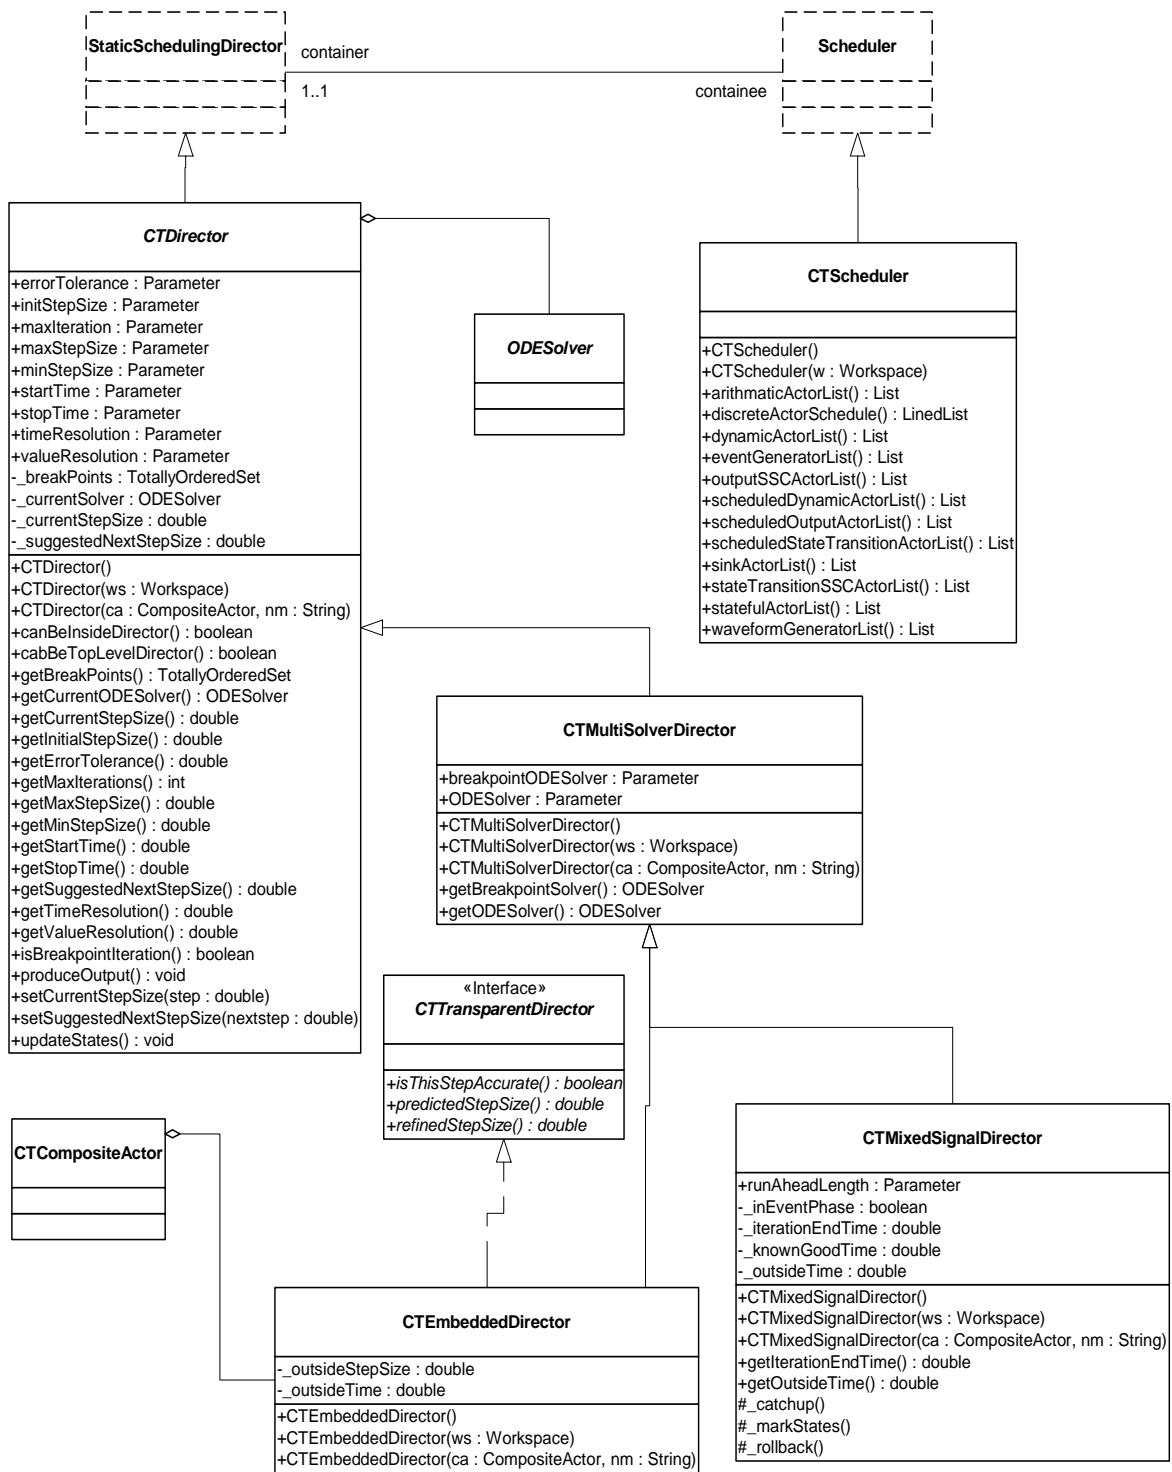 StaticSchedulingDirector
container
1..1
Scheduler
containee
CTDirector
+errorTolerance : Parameter
+initStepSize : Parameter
+maxIteration : Parameter
+maxStepSize : Parameter
+minStepSize : Parameter
+startTime : Parameter
+stopTime : Parameter
+timeResolution : Parameter
+valueResolution : Parameter
-_breakPoints : TotallyOrderedSet
-_currentSolver : ODESolver
-_currentStepSize : double
-_suggestedNextStepSize : double
+CTDirector()
+CTDirector(ws : Workspace)
+CTDirector(ca : CompositeActor, nm : String)
+canBeInsideDirector() : boolean
+cabBeTopLevelDirector() : boolean
+getBreakPoints() : TotallyOrderedSet
+getCurrentODESolver() : ODESolver
+getCurrentStepSize() : double
+getInitialStepSize() : double
+getErrorTolerance() : double
+getMaxIterations() : int
+getMaxStepSize() : double
+getMinStepSize() : double
+getStartTime() : double
+getStopTime() : double
+getSuggestedNextStepSize() : double
+getTimeResolution() : double
+getValueResolution() : double
+isBreakpointIteration() : boolean
+produceOutput() : void
+setCurrentStepSize(step : double)
+setSuggestedNextStepSize(nextstep : double)
+updateStates() : void
ODESolver
CTScheduler
+CTScheduler()
+CTScheduler(w : Workspace)
+arithmaticActorList() : List
+discreteActorSchedule() : LinedList
+dynamicActorList() : List
+eventGeneratorList() : List
+outputSSCActorList() : List
+scheduledDynamicActorList() : List
+scheduledOutputActorList() : List
+scheduledStateTransitionActorList() : List
+sinkActorList() : List
+stateTransitionSSCActorList() : List
+statefulActorList() : List
+waveformGeneratorList() : List
CTMultiSolverDirector
+breakpointODESolver : Parameter
+ODESolver : Parameter
+CTMultiSolverDirector()
+CTMultiSolverDirector(ws : Workspace)
+CTMultiSolverDirector(ca : CompositeActor, nm : String)
+getBreakpointSolver() : ODESolver
+getODESolver() : ODESolver
«Interface»
CTTransparentDirector
+isThisStepAccurate() : boolean
+predictedStepSize() : double
+refinedStepSize() : double
CTCompositeActor
CTMixedSignalDirector
+runAheadLength : Parameter
-_inEventPhase : boolean
-_iterationEndTime : double
-_knownGoodTime : double
-_outsideTime : double
+CTMixedSignalDirector()
+CTMixedSignalDirector(ws : Workspace)
+CTMixedSignalDirector(ca : CompositeActor, nm : String)
+getIterationEndTime() : double
+getOutsideTime() : double
#_catchup()
#_markStates()
#_rollback()
CTEmbeddedDirector
-_outsideStepSize : double
-_outsideTime : double
+CTEmbeddedDirector()
+CTEmbeddedDirector(ws : Workspace)
+CTEmbeddedDirector(ca : CompositeActor, nm : String)